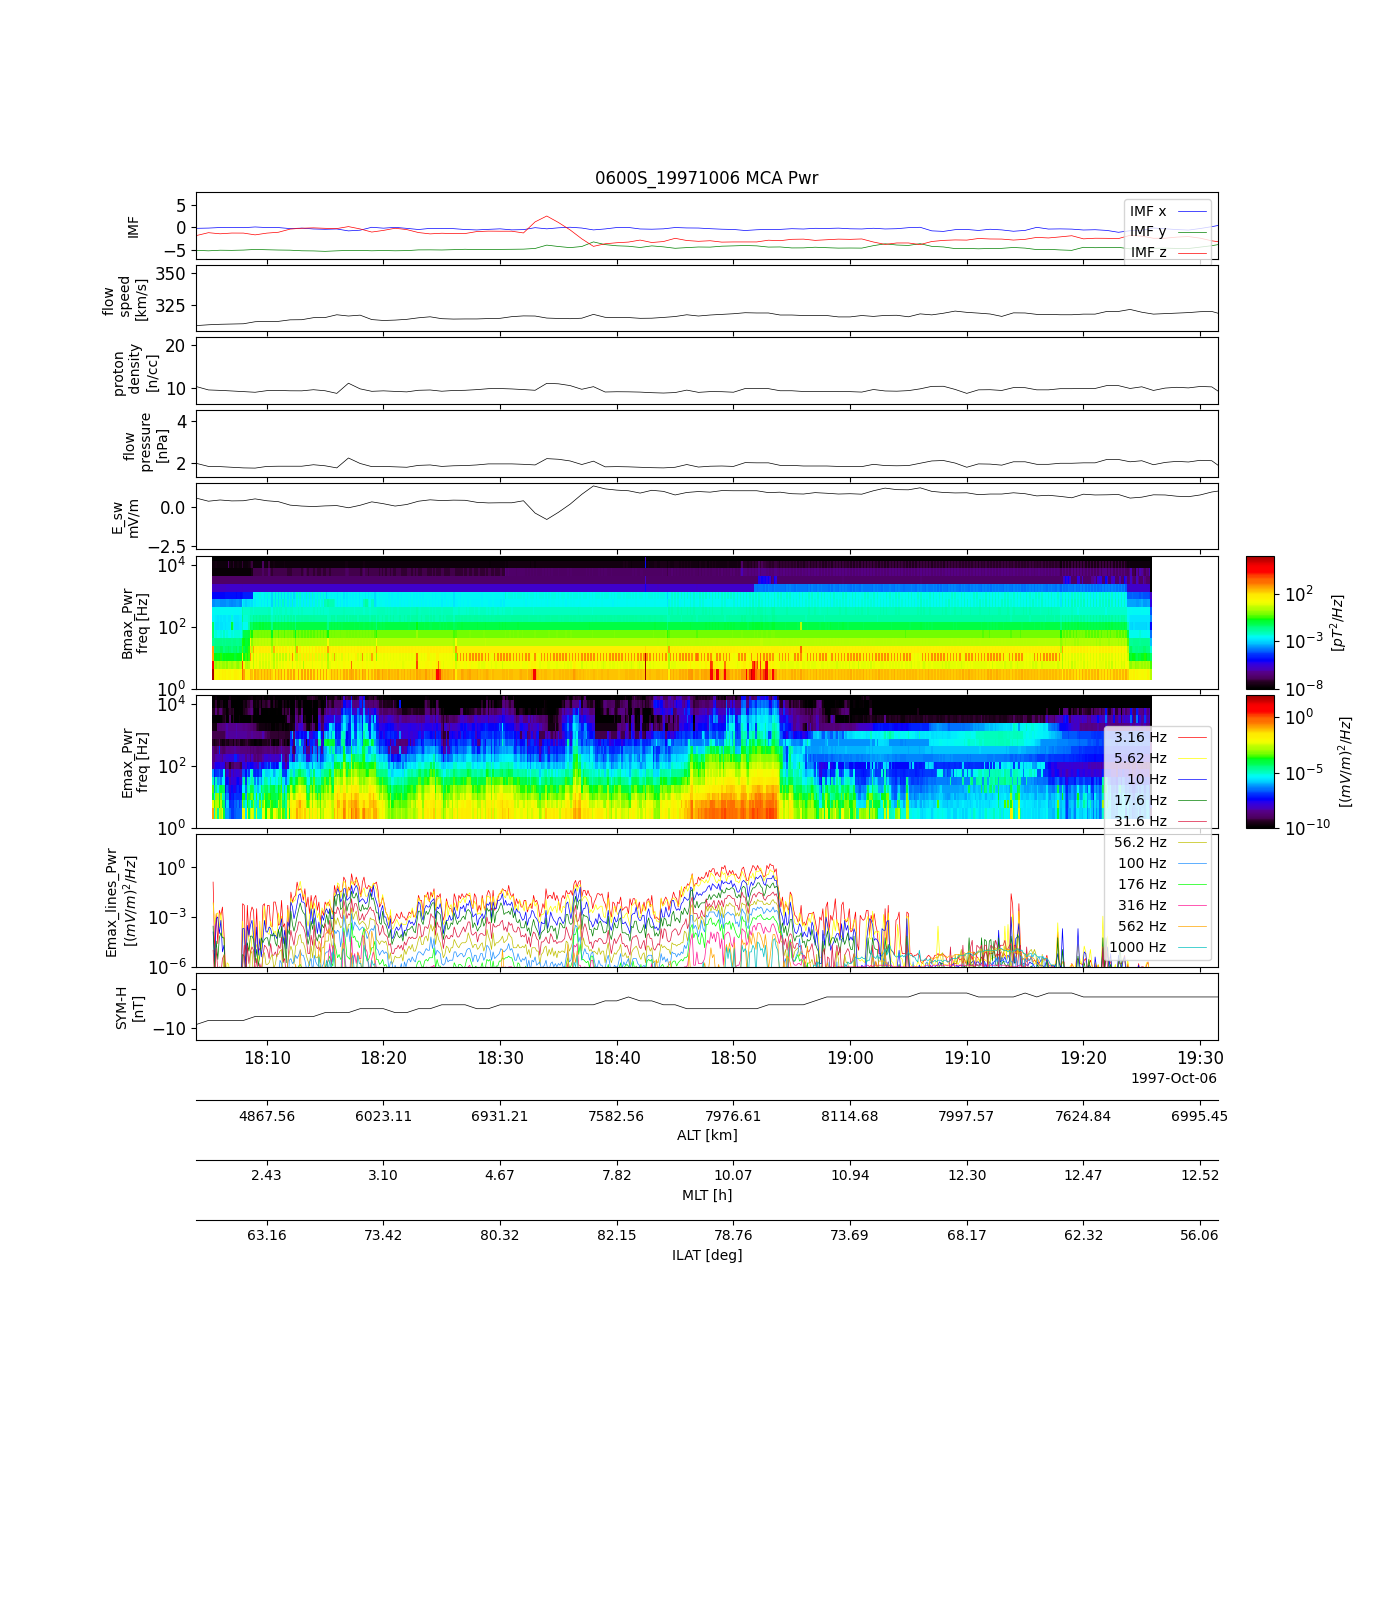 0600S_19971006 MCA Pwr
IMF
5
0
−5
IMF x
IMF y
IMF z
flow
speed
[km/s]
350
325
proton
density
[n/cc]
20
10
flow
pressure
[nPa]
4
2
E_sw
mV/m
0.0
−2.5
Bmax_Pwr
freq [Hz]
10^4
10^2
10^0
10^2
10^−3
10^−8
[pT^2/Hz]
Emax_Pwr
freq [Hz]
10^4
10^2
10^0
10^0
10^−5
10^−10
[(mV/m)^2/Hz]
3.16 Hz
5.62 Hz
10 Hz
17.6 Hz
31.6 Hz
56.2 Hz
100 Hz
176 Hz
316 Hz
562 Hz
1000 Hz
Emax_lines_Pwr
[(mV/m)^2/Hz]
10^0
10^−3
10^−6
SYM-H
[nT]
0
−10
18:10 18:20 18:30 18:40 18:50 19:00 19:10 19:20 19:30
1997-Oct-06
4867.56 6023.11 6931.21 7582.56 7976.61 8114.68 7997.57 7624.84 6995.45
ALT [km]
2.43 3.10 4.67 7.82 10.07 10.94 12.30 12.47 12.52
MLT [h]
63.16 73.42 80.32 82.15 78.76 73.69 68.17 62.32 56.06
ILAT [deg]